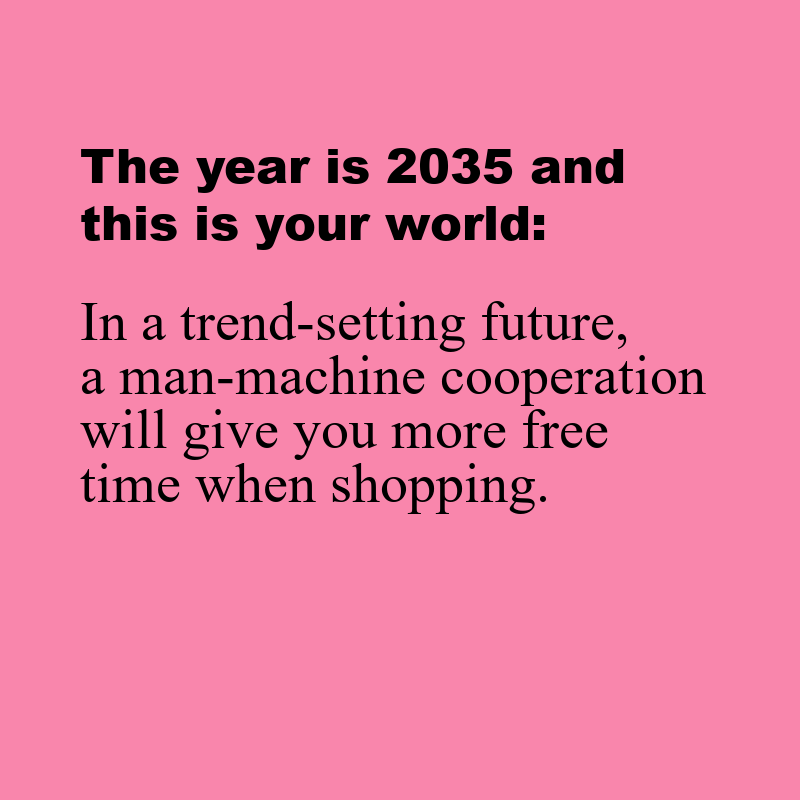 The year is 2035 and
this is your world:
In a trend-setting future,
a man-machine cooperation
will give you more free
time when shopping.